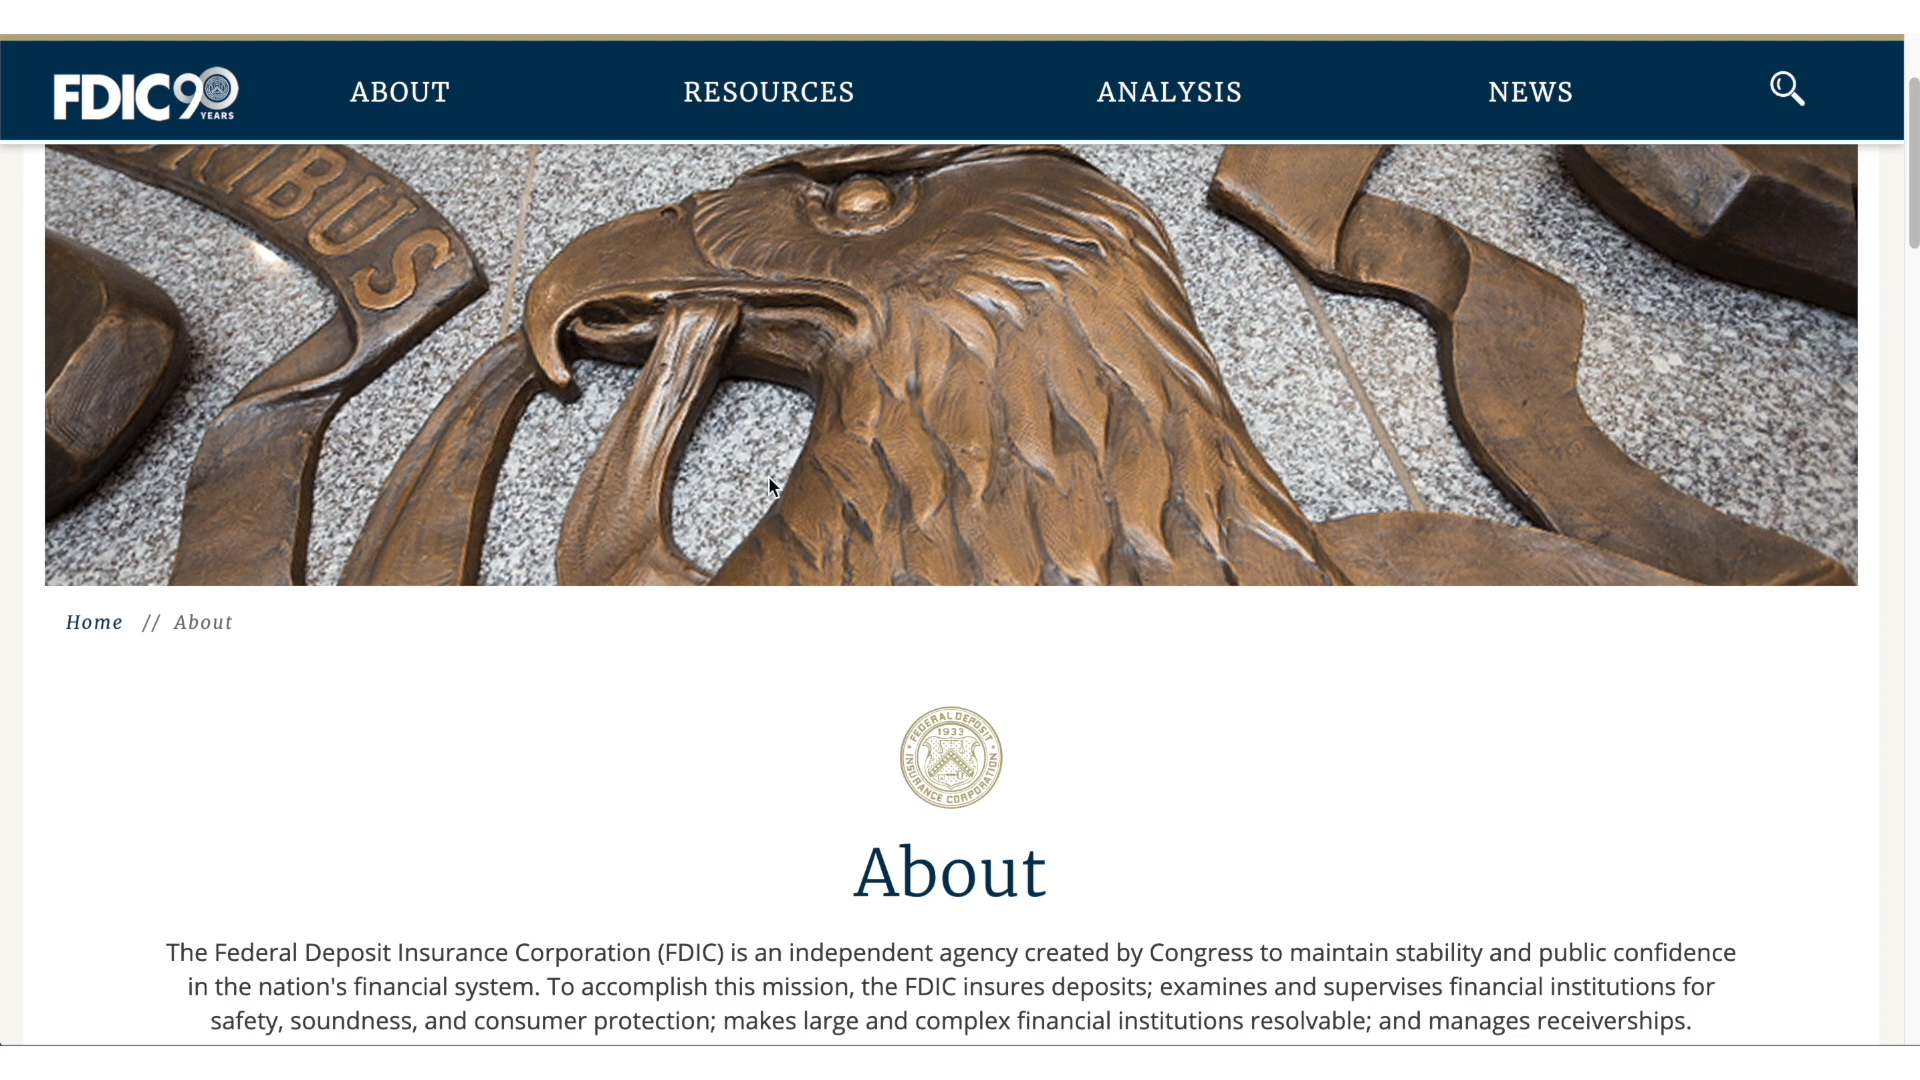 FDIC 90 YEARS
ABOUT
RESOURCES
ANALYSIS
NEWS
RIBUS
Home // About
FEDERAL DEPOSIT INSURANCE CORPORATION
1933
About
The Federal Deposit Insurance Corporation (FDIC) is an independent agency created by Congress to maintain stability and public confidence
in the nation's financial system. To accomplish this mission, the FDIC insures deposits; examines and supervises financial institutions for
safety, soundness, and consumer protection; makes large and complex financial institutions resolvable; and manages receiverships.